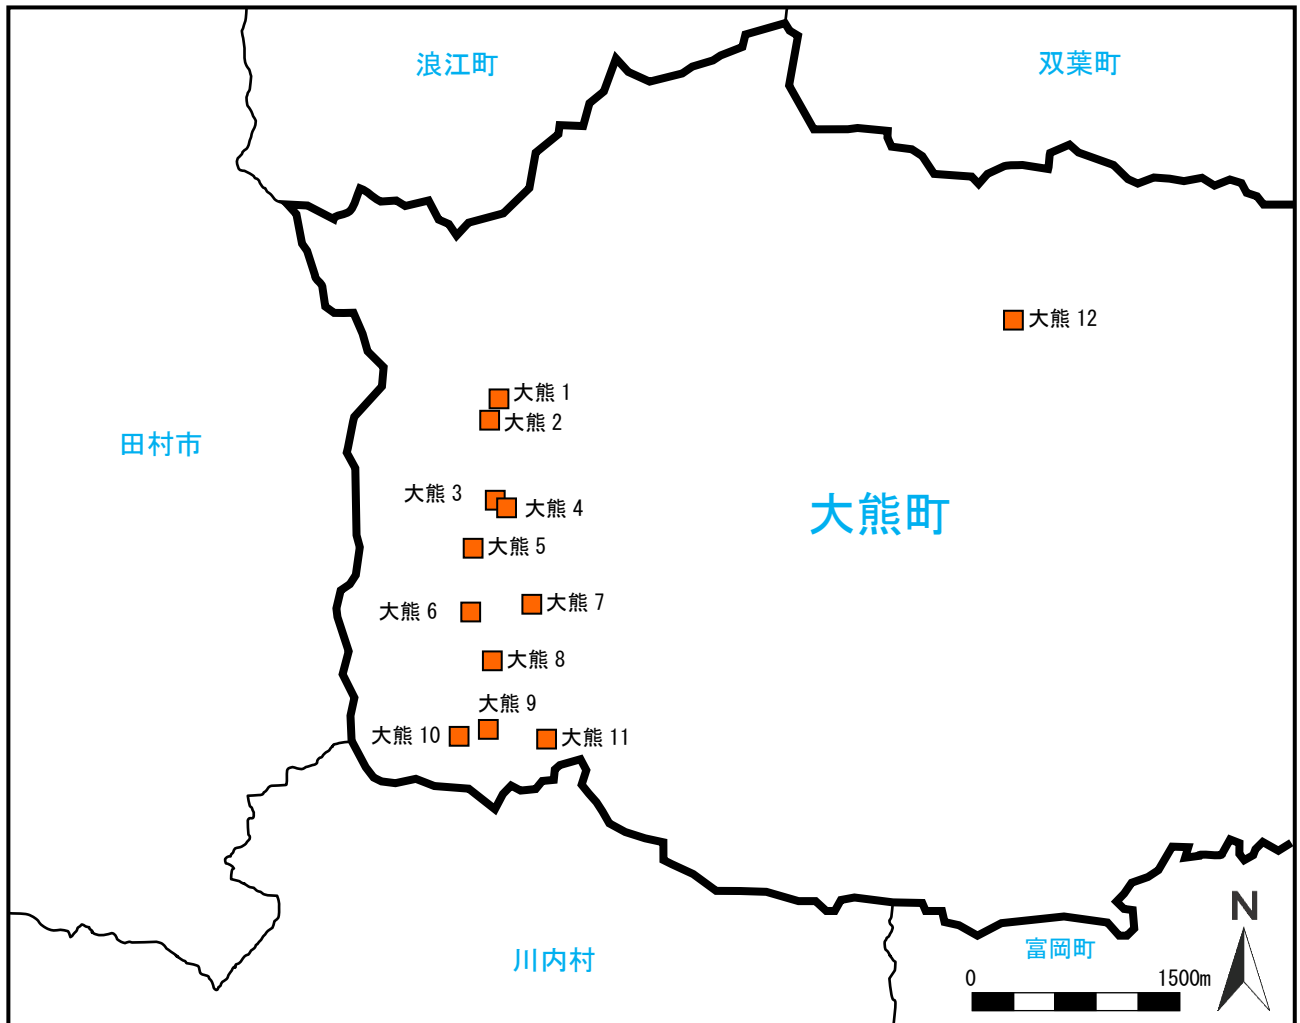 浪江町
双葉町
大熊 12
大熊 1
大熊 2
田村市
大熊 3
大熊 4
大熊町
大熊 5
大熊 6
大熊 7
大熊 8
大熊 9
大熊 10
大熊 11
N
川内村
富岡町
0
1500m